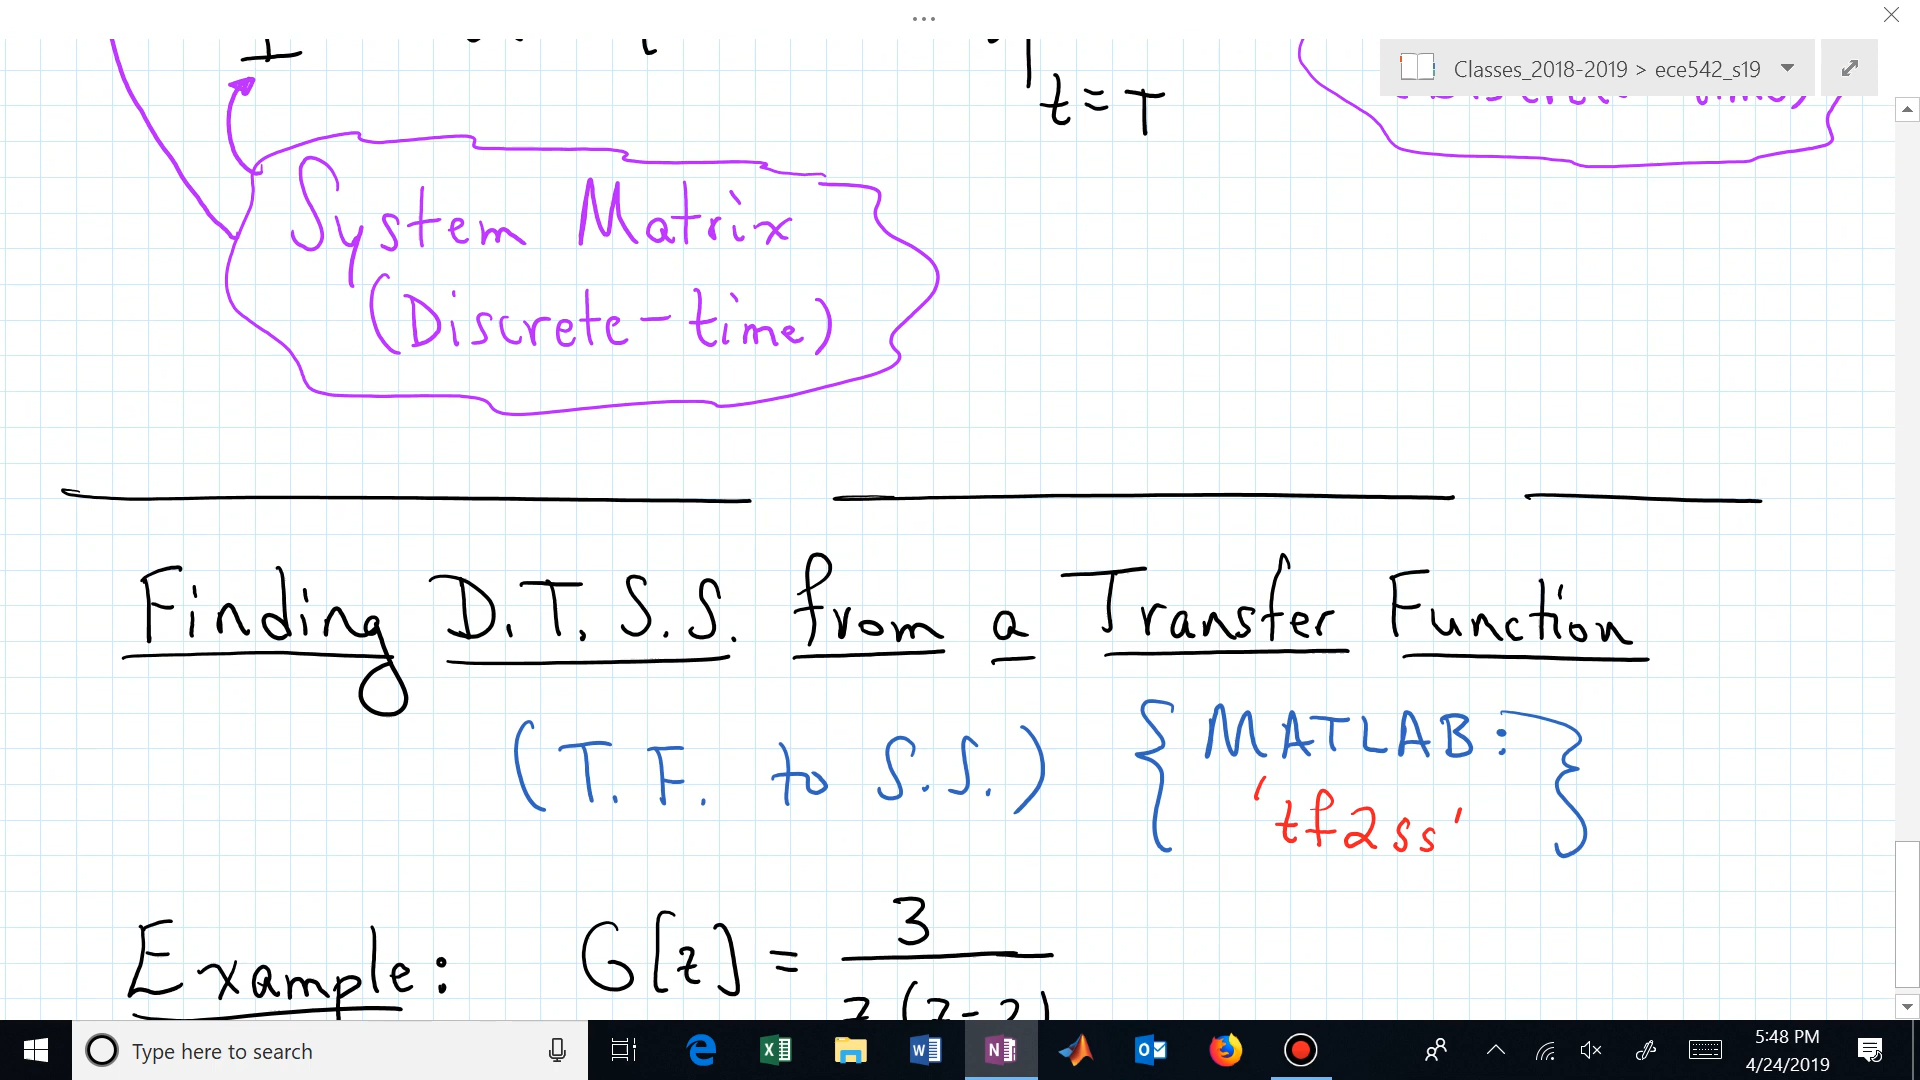 Classes_2018-2019 > ece542_s19
t = T
System Matrix
(Discrete-time)
Finding D.T.S.S. from a Transfer Function
(T.F. to S.S.) { MATLAB: }
'tf2ss'
Example: G[z] = 3
Type here to search
5:48 PM
4/24/2019